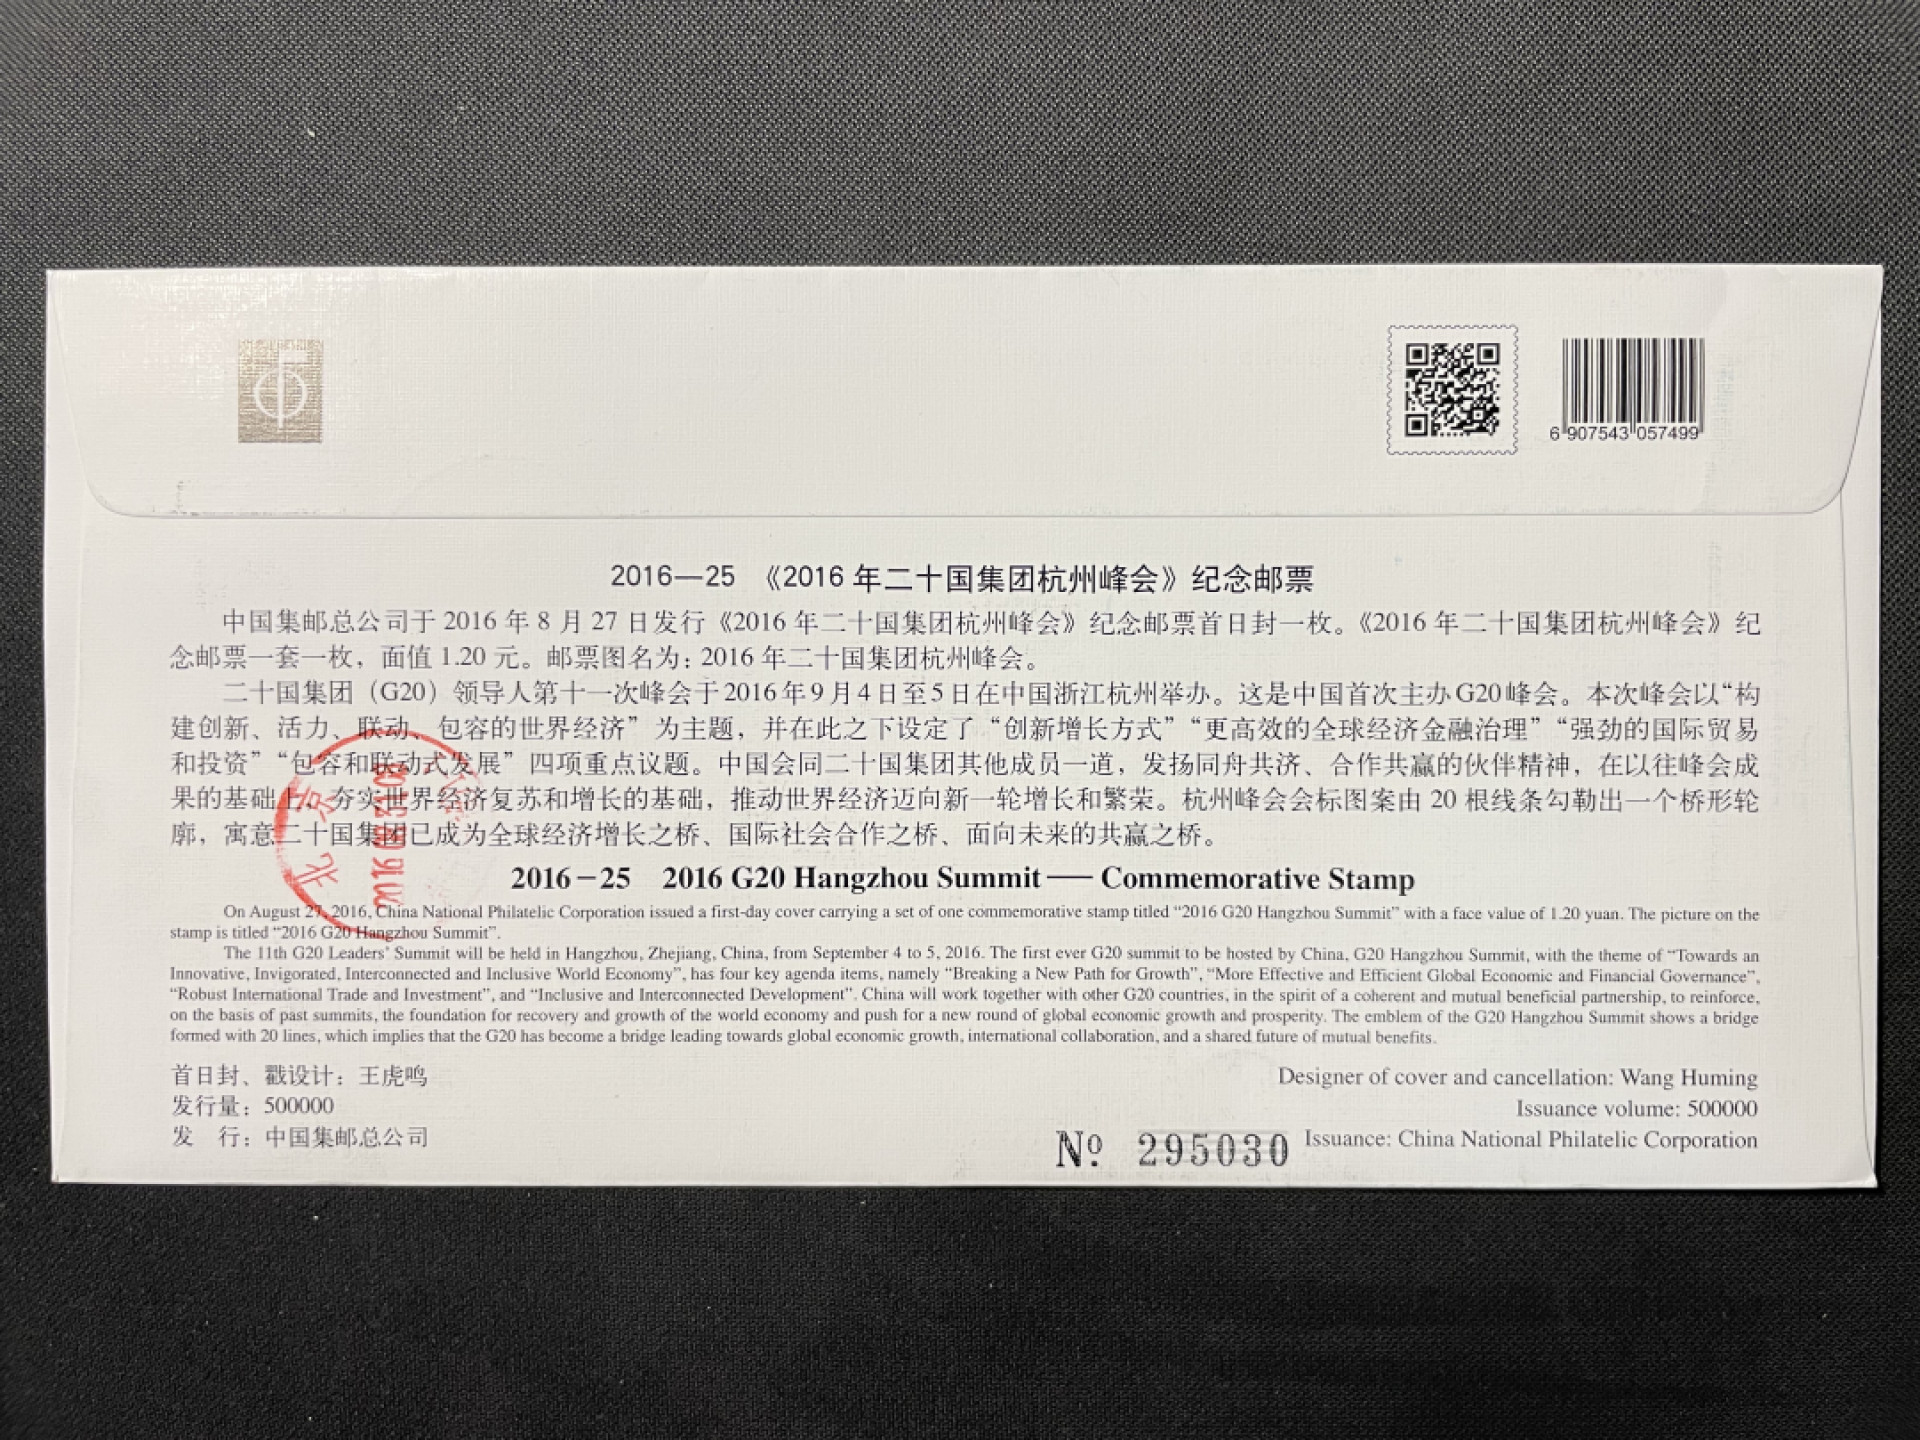 6 907543 057499
2016—25 《2016 年二十国集团杭州峰会》纪念邮票
中国集邮总公司于 2016 年 8 月 27 日发行《2016 年二十国集团杭州峰会》纪念邮票首日封一枚。《2016 年二十国集团杭州峰会》纪
念邮票一套一枚，面值 1.20 元。邮票图名为：2016 年二十国集团杭州峰会。
二十国集团（G20）领导人第十一次峰会于2016年9月4日至5日在中国浙江杭州举办。这是中国首次主办G20峰会。本次峰会以“构
建创新、活力、联动、包容的世界经济”为主题，并在此之下设定了“创新增长方式”“更高效的全球经济金融治理”“强劲的国际贸易
和投资”“包容和联动式发展”四项重点议题。中国会同二十国集团其他成员一道，发扬同舟共济、合作共赢的伙伴精神，在以往峰会成
果的基础上，夯实世界经济复苏和增长的基础，推动世界经济迈向新一轮增长和繁荣。杭州峰会会标图案由 20 根线条勾勒出一个桥形轮
廓，寓意二十国集团已成为全球经济增长之桥、国际社会合作之桥、面向未来的共赢之桥。
北京
2016—25 2016 G20 Hangzhou Summit —— Commemorative Stamp
On August 27, 2016, China National Philatelic Corporation issued a first-day cover carrying a set of one commemorative stamp titled “2016 G20 Hangzhou Summit” with a face value of 1.20 yuan. The picture on the
stamp is titled “2016 G20 Hangzhou Summit”.
The 11th G20 Leaders' Summit will be held in Hangzhou, Zhejiang, China, from September 4 to 5, 2016. The first ever G20 summit to be hosted by China, G20 Hangzhou Summit, with the theme of “Towards an
Innovative, Invigorated, Interconnected and Inclusive World Economy”, has four key agenda items, namely “Breaking a New Path for Growth”, “More Effective and Efficient Global Economic and Financial Governance”,
“Robust International Trade and Investment”, and “Inclusive and Interconnected Development”. China will work together with other G20 countries, in the spirit of a coherent and mutual beneficial partnership, to reinforce,
on the basis of past summits, the foundation for recovery and growth of the world economy and push for a new round of global economic growth and prosperity. The emblem of the G20 Hangzhou Summit shows a bridge
formed with 20 lines, which implies that the G20 has become a bridge leading towards global economic growth, international collaboration, and a shared future of mutual benefits.
首日封、戳设计：王虎鸣
发行量：500000
发 行：中国集邮总公司
Designer of cover and cancellation: Wang Huming
Issuance volume: 500000
Issuance: China National Philatelic Corporation
№ 295030